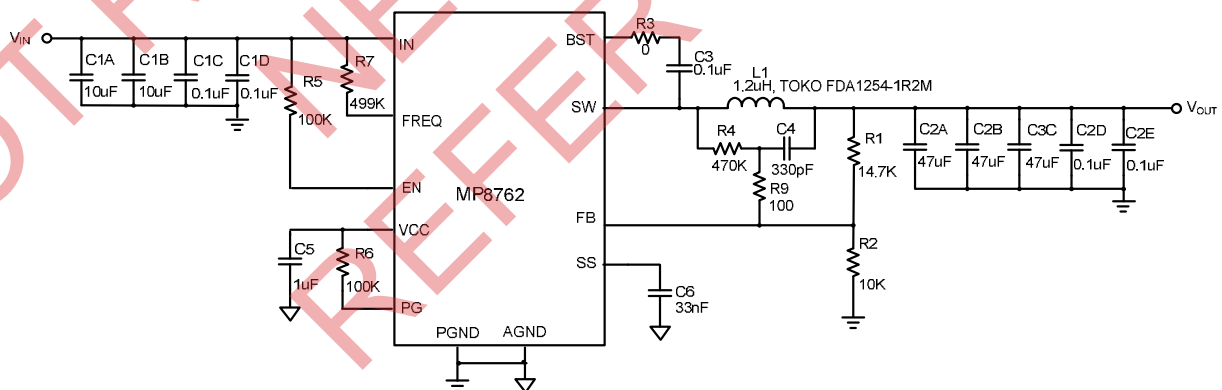 V_IN
C1A
10uF
C1B
10uF
C1C
0.1uF
C1D
0.1uF
R5
100K
R7
499K
IN
FREQ
EN
MP8762
VCC
C5
1uF
R6
100K
PG
PGND
AGND
BST
R3
0
C3
0.1uF
SW
L1
1.2uH, TOKO FDA1254-1R2M
R4
470K
C4
330pF
R9
100
R1
14.7K
FB
R2
10K
SS
C6
33nF
C2A
47uF
C2B
47uF
C3C
47uF
C2D
0.1uF
C2E
0.1uF
V_OUT
REFER